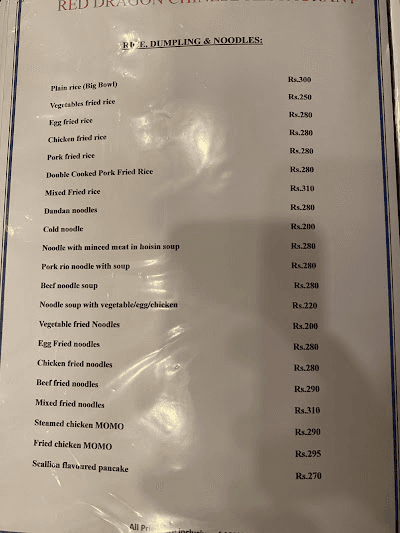 RED DRAGON CHINESE RESTAURANT
RICE, DUMPLING & NOODLES:
Plain rice (Big Bowl) Rs.300
Vegetables fried rice Rs.250
Egg fried rice Rs.280
Chicken fried rice Rs.280
Pork fried rice Rs.280
Double Cooked Pork Fried Rice Rs.280
Mixed Fried rice Rs.310
Dandan noodles Rs.280
Cold noodle Rs.200
Noodle with minced meat in hoisin soup Rs.280
Pork rio noodle with soup Rs.280
Beef noodle soup Rs.280
Noodle soup with vegetable/egg/chicken Rs.220
Vegetable fried Noodles Rs.200
Egg Fried noodles Rs.280
Chicken fried noodles Rs.280
Beef fried noodles Rs.290
Mixed fried noodles Rs.310
Steamed chicken MOMO Rs.290
Fried chicken MOMO Rs.295
Scallion flavoured pancake Rs.270
All